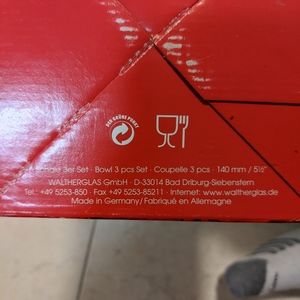 DER GRÜNE PUNKT
Schale 3er Set - Bowl 3 pcs Set - Coupelle 3 pcs - 140 mm / 5½"
WALTHERGLAS GmbH - D-33014 Bad Driburg-Siebenstern
Tel. +49 5253-850 - Fax +49 5253-85211 - Internet: www.waltherglas.de
Made in Germany/Fabriqué en Allemagne